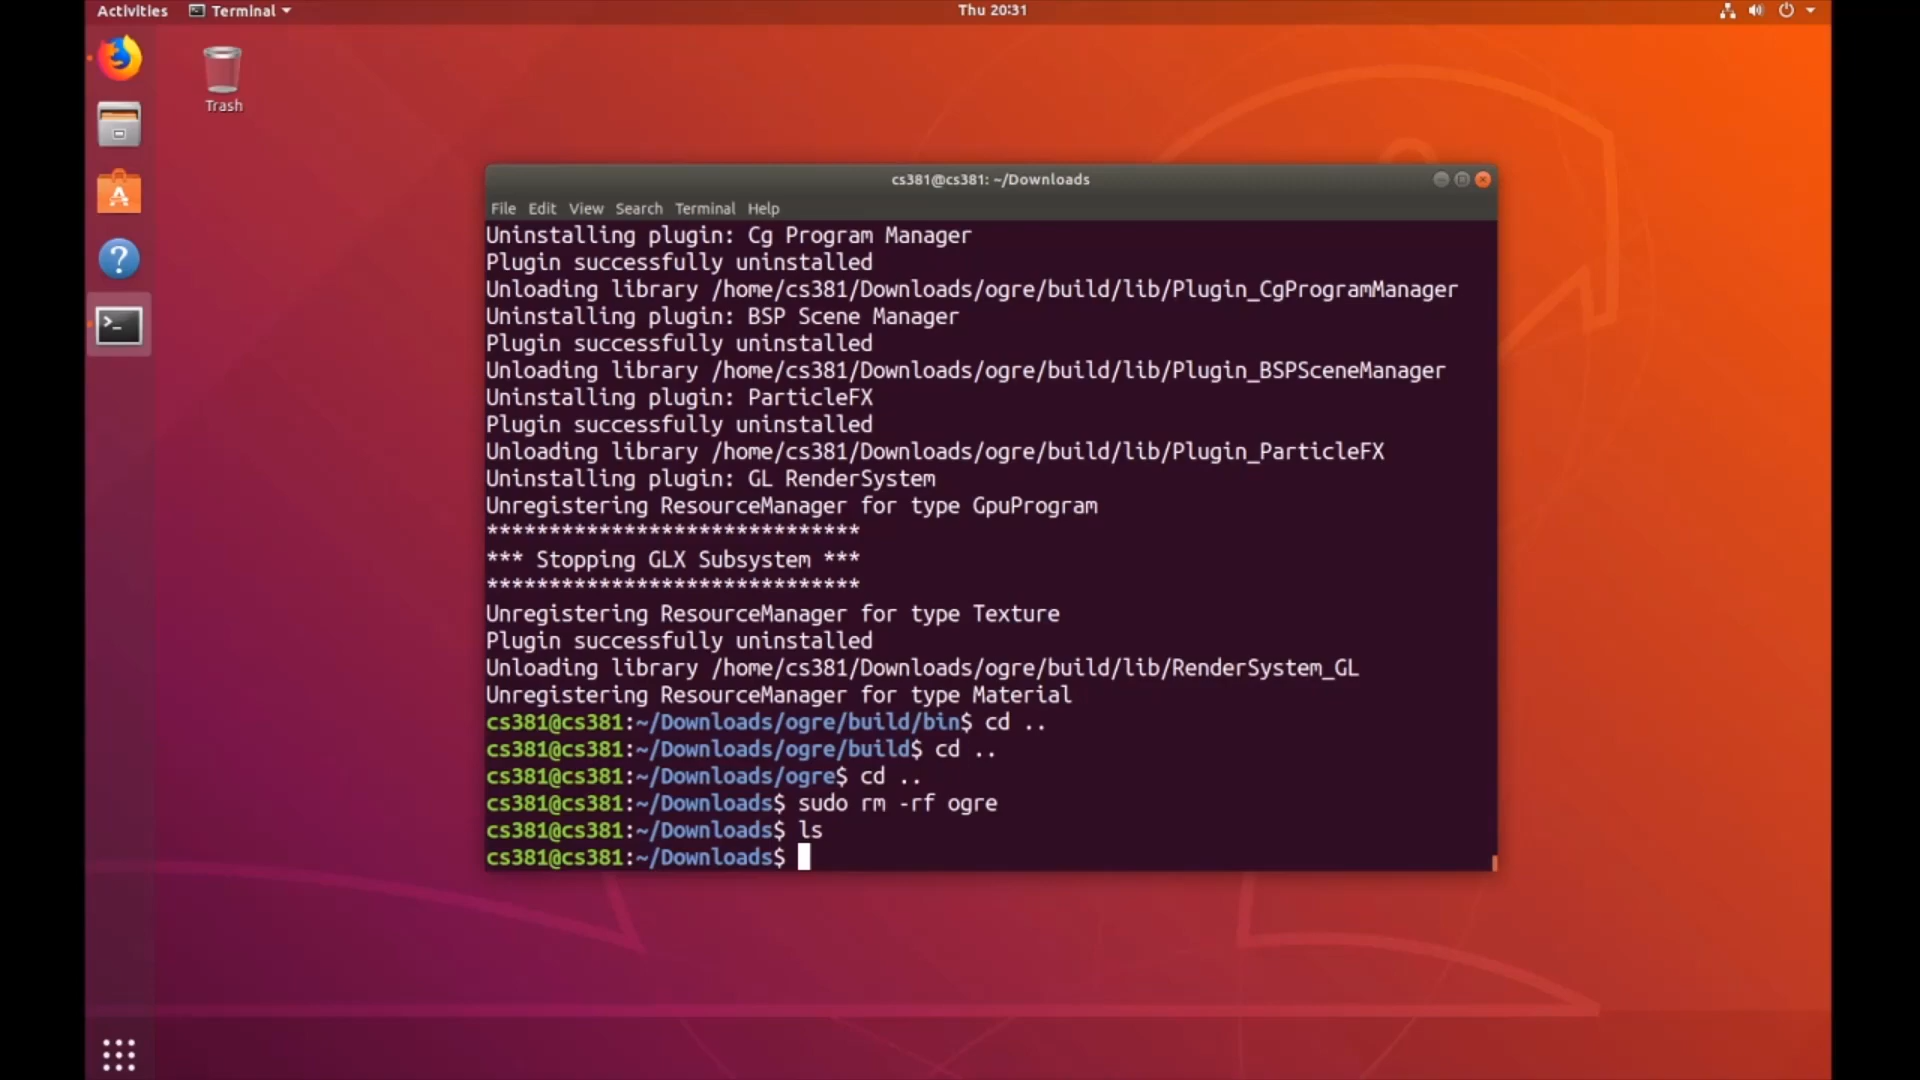 Activities Terminal Thu 20:31
Trash
cs381@cs381: ~/Downloads
File Edit View Search Terminal Help
Uninstalling plugin: Cg Program Manager
Plugin successfully uninstalled
Unloading library /home/cs381/Downloads/ogre/build/lib/Plugin_CgProgramManager
Uninstalling plugin: BSP Scene Manager
Plugin successfully uninstalled
Unloading library /home/cs381/Downloads/ogre/build/lib/Plugin_BSPSceneManager
Uninstalling plugin: ParticleFX
Plugin successfully uninstalled
Unloading library /home/cs381/Downloads/ogre/build/lib/Plugin_ParticleFX
Uninstalling plugin: GL RenderSystem
Unregistering ResourceManager for type GpuProgram
******************************
*** Stopping GLX Subsystem ***
******************************
Unregistering ResourceManager for type Texture
Plugin successfully uninstalled
Unloading library /home/cs381/Downloads/ogre/build/lib/RenderSystem_GL
Unregistering ResourceManager for type Material
cs381@cs381:~/Downloads/ogre/build/bin$ cd ..
cs381@cs381:~/Downloads/ogre/build$ cd ..
cs381@cs381:~/Downloads/ogre$ cd ..
cs381@cs381:~/Downloads$ sudo rm -rf ogre
cs381@cs381:~/Downloads$ ls
cs381@cs381:~/Downloads$